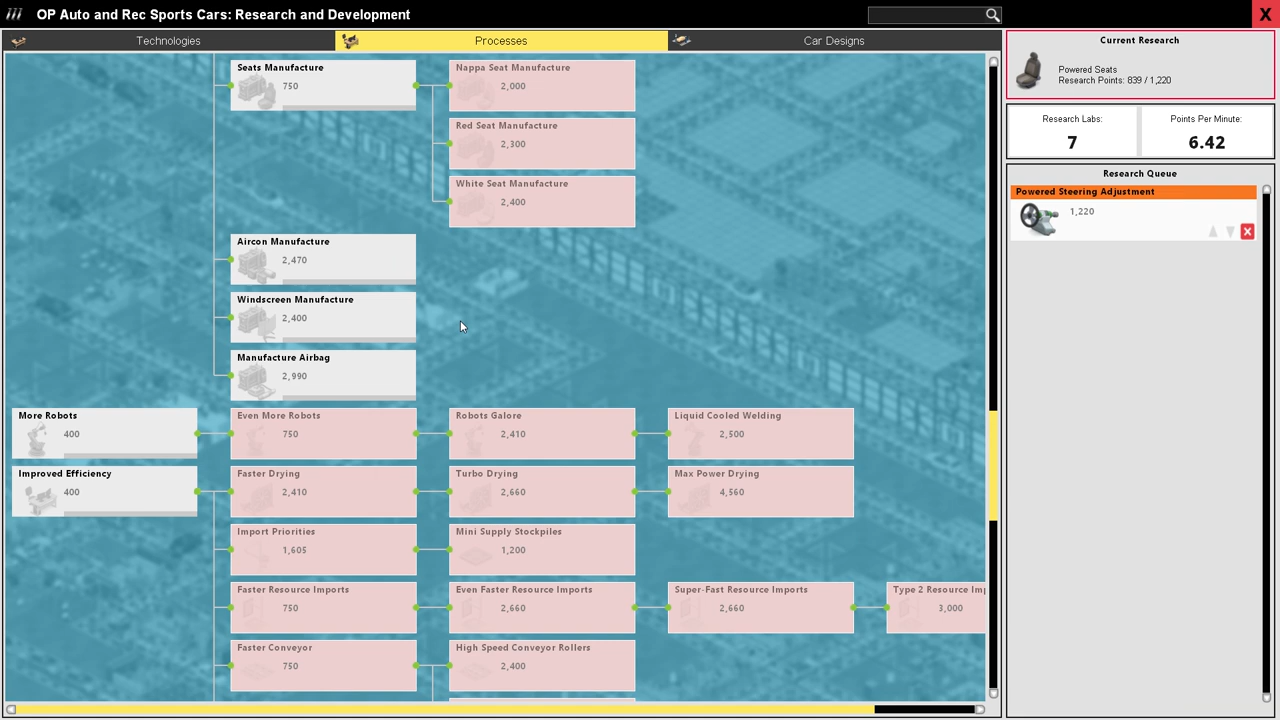 OP Auto and Rec Sports Cars: Research and Development
X
Technologies
Processes
Car Designs
Seats Manufacture
750
Nappa Seat Manufacture
2,000
Red Seat Manufacture
2,300
White Seat Manufacture
2,400
Aircon Manufacture
2,470
Windscreen Manufacture
2,400
Manufacture Airbag
2,990
More Robots
400
Even More Robots
750
Robots Galore
2,410
Liquid Cooled Welding
2,500
Improved Efficiency
400
Faster Drying
2,410
Turbo Drying
2,660
Max Power Drying
4,560
Import Priorities
1,605
Mini Supply Stockpiles
1,200
Faster Resource Imports
750
Even Faster Resource Imports
2,660
Super-Fast Resource Imports
2,660
Type 2 Resource Imp
3,000
Faster Conveyor
750
High Speed Conveyor Rollers
2,400
Current Research
Powered Seats
Research Points: 839 / 1,220
Research Labs:
7
Points Per Minute:
6.42
Research Queue
Powered Steering Adjustment
1,220